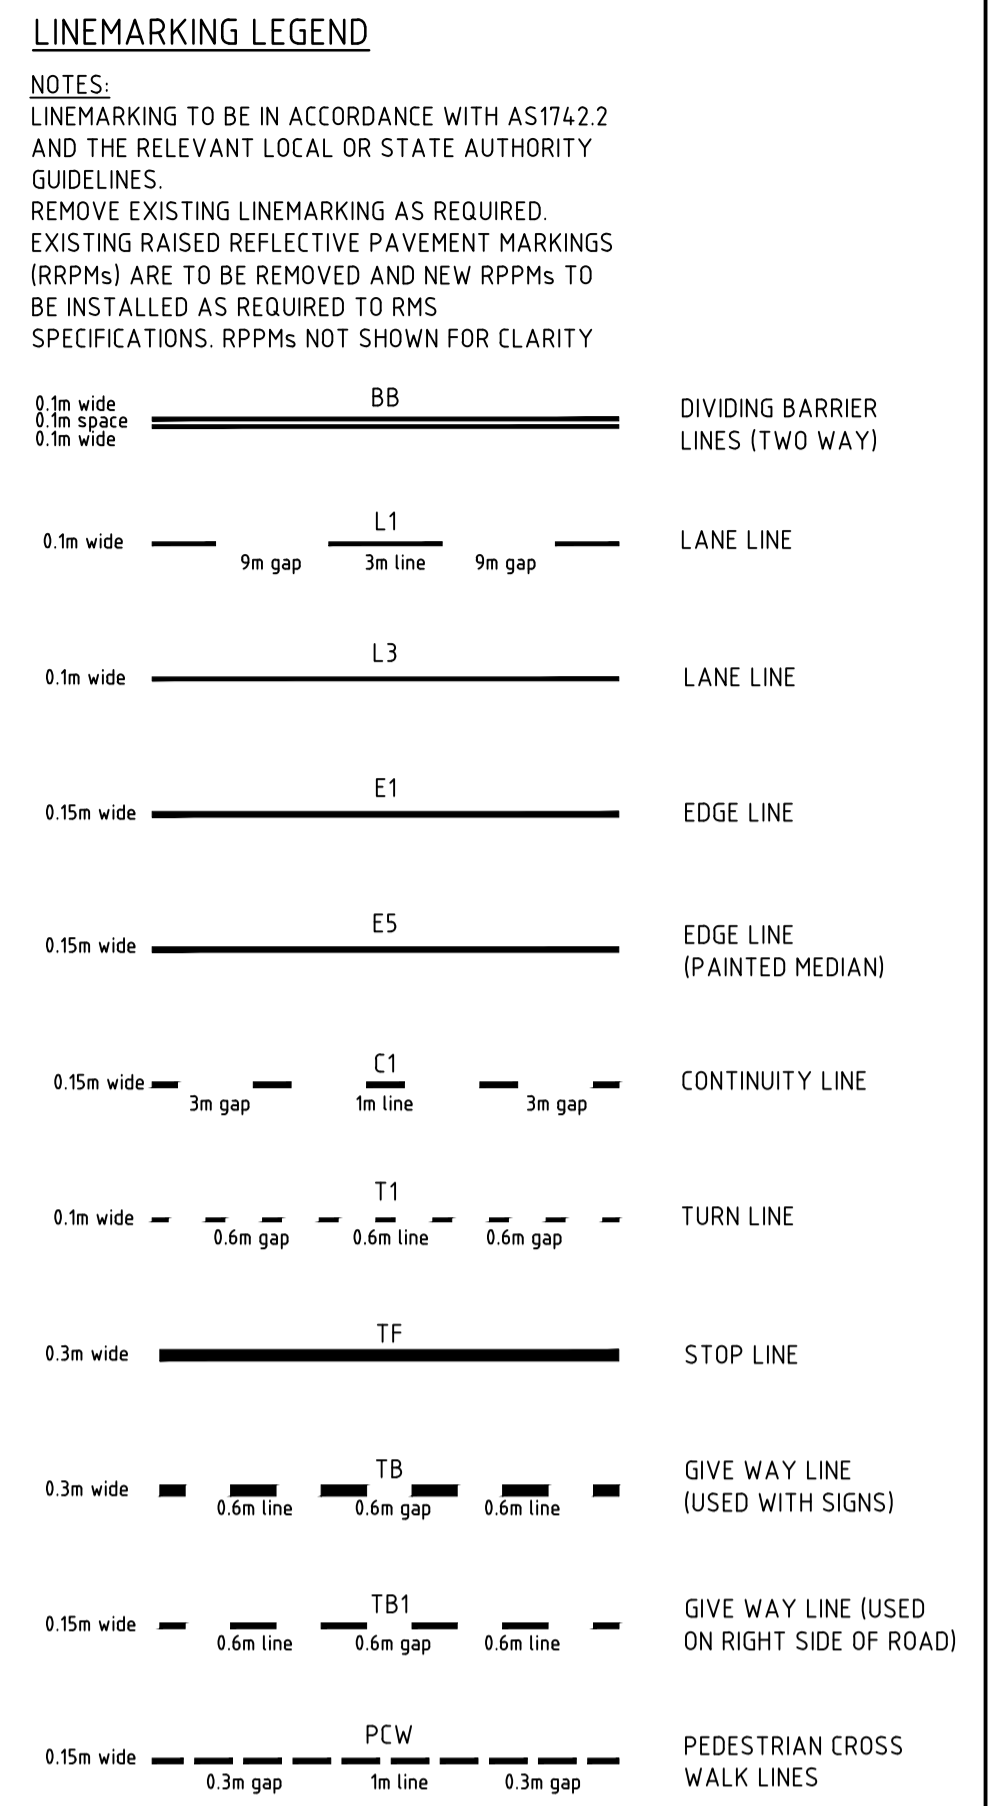 LINEMARKING LEGEND
NOTES:
LINEMARKING TO BE IN ACCORDANCE WITH AS1742.2
AND THE RELEVANT LOCAL OR STATE AUTHORITY
GUIDELINES.
REMOVE EXISTING LINEMARKING AS REQUIRED.
EXISTING RAISED REFLECTIVE PAVEMENT MARKINGS
(RRPMs) ARE TO BE REMOVED AND NEW RPPMs TO
BE INSTALLED AS REQUIRED TO RMS
SPECIFICATIONS. RPPMs NOT SHOWN FOR CLARITY
BB
0.1m wide
0.1m space
0.1m wide
DIVIDING BARRIER
LINES (TWO WAY)
L1
0.1m wide
9m gap 3m line 9m gap
LANE LINE
L3
0.1m wide
LANE LINE
E1
0.15m wide
EDGE LINE
E5
0.15m wide
EDGE LINE
(PAINTED MEDIAN)
C1
0.15m wide
3m gap 1m line 3m gap
CONTINUITY LINE
T1
0.1m wide
0.6m gap 0.6m line 0.6m gap
TURN LINE
TF
0.3m wide
STOP LINE
TB
0.3m wide
0.6m line 0.6m gap 0.6m line
GIVE WAY LINE
(USED WITH SIGNS)
TB1
0.15m wide
0.6m line 0.6m gap 0.6m line
GIVE WAY LINE (USED
ON RIGHT SIDE OF ROAD)
PCW
0.15m wide
0.3m gap 1m line 0.3m gap
PEDESTRIAN CROSS
WALK LINES